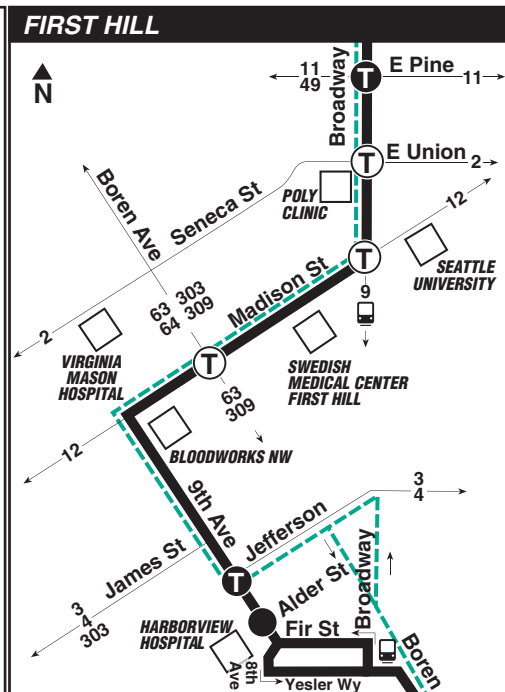 FIRST HILL
N
11
49
Broadway
T
E Pine
11
T
E Union
2
Boren Ave
Seneca St
POLY
CLINIC
12
T
SEATTLE
UNIVERSITY
9
63 303
64 309
Madison St
2
VIRGINIA
MASON
HOSPITAL
T
SWEDISH
MEDICAL CENTER
FIRST HILL
63
309
12
BLOODWORKS NW
9th Ave
3
4
Jefferson
James St
T
Alder St
Broadway
3
4
303
HARBORVIEW
HOSPITAL
Fir St
Boren
8th
Ave
Yesler Wy